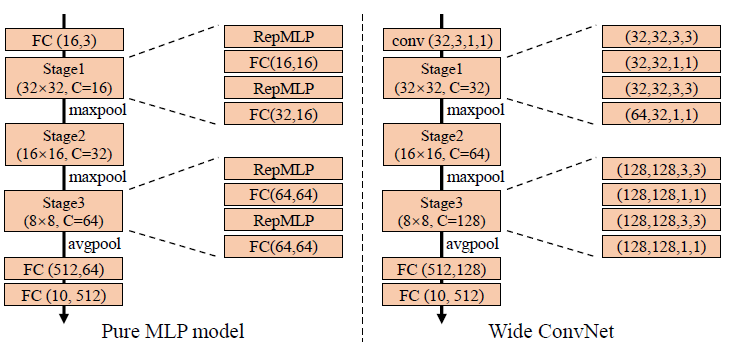 FC (16,3)
Stage1
(32×32, C=16)
maxpool
Stage2
(16×16, C=32)
maxpool
Stage3
(8×8, C=64)
avgpool
FC (512,64)
FC (10, 512)
RepMLP
FC(16,16)
RepMLP
FC(32,16)
RepMLP
FC(64,64)
RepMLP
FC(64,64)
Pure MLP model
conv (32,3,1,1)
Stage1
(32×32, C=32)
maxpool
Stage2
(16×16, C=64)
maxpool
Stage3
(8×8, C=128)
avgpool
FC (512,128)
FC (10, 512)
(32,32,3,3)
(32,32,1,1)
(32,32,3,3)
(64,32,1,1)
(128,128,3,3)
(128,128,1,1)
(128,128,3,3)
(128,128,1,1)
Wide ConvNet